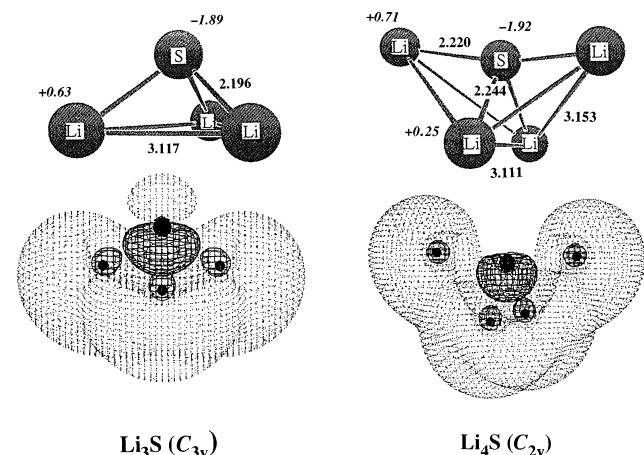 +0.71 -1.92
-1.89
Li 2.220 S Li
S
+0.63 2.196 2.244
Li Li Li +0.25 Li Li 3.153
3.117 3.111
Li₃S (C₃ᵥ) Li₄S (C₂ᵥ)